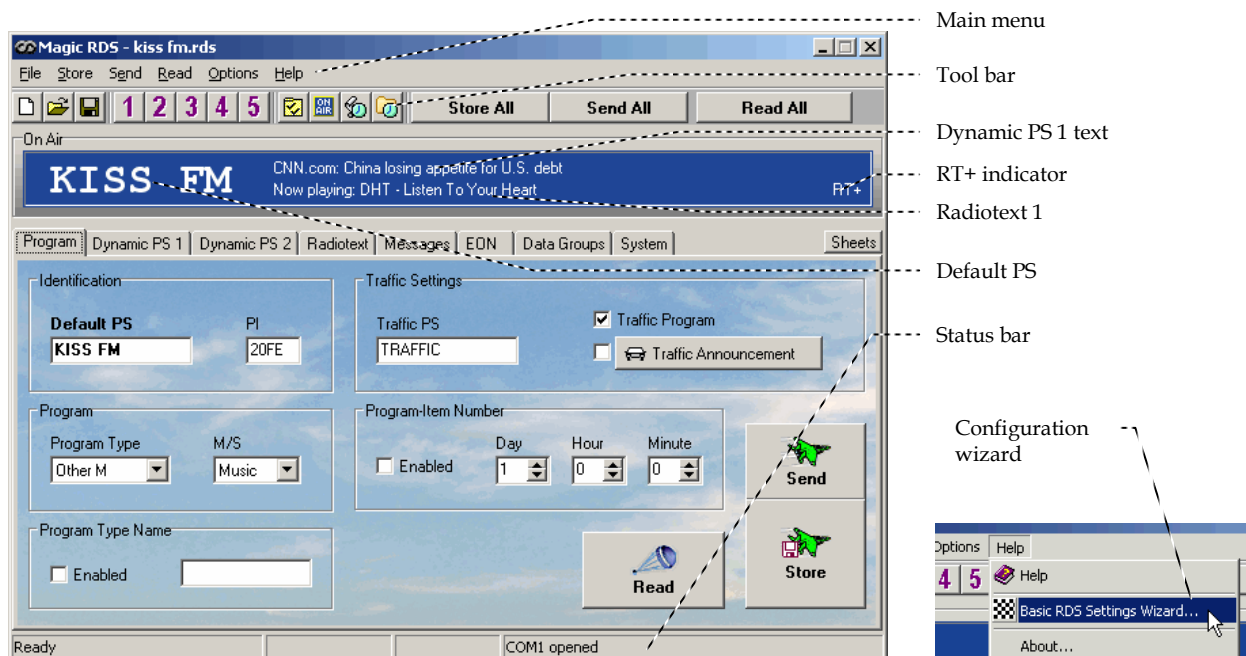 Main menu
Magic RDS - kiss fm.rds
File Store Send Read Options Help
Tool bar
1 2 3 4 5 ON AIR Store All Send All Read All
On Air
Dynamic PS 1 text
KISS FM
CNN.com: China losing appetite for U.S. debt
Now playing: DHT - Listen To Your Heart
RT+
RT+ indicator
Radiotext 1
Program Dynamic PS 1 Dynamic PS 2 Radiotext Messages EON Data Groups System Sheets
Default PS
Identification
Default PS PI
KISS FM 20FE
Traffic Settings
Traffic PS
TRAFFIC
Traffic Program
Traffic Announcement
Status bar
Program
Program Type M/S
Other M Music
Program-Item Number
Day Hour Minute
Enabled 1 0 0
Send
Configuration
wizard
Program Type Name
Enabled
Read
Store
Ready COM1 opened
Options Help
4 5 Help
Basic RDS Settings Wizard...
About...